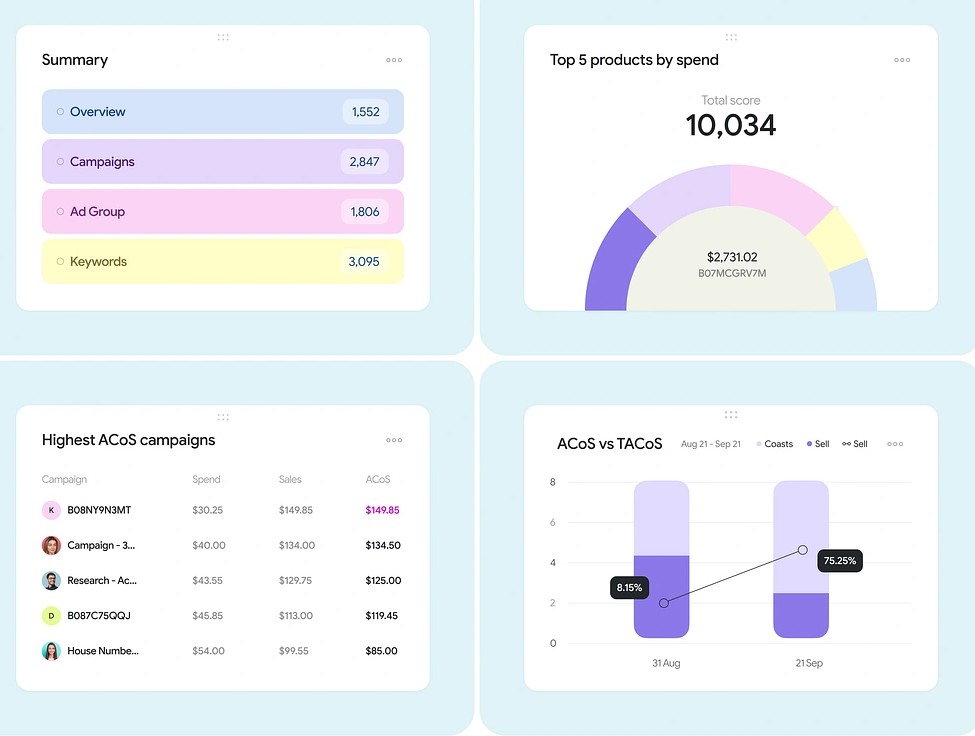 Summary
Overview 1,552
Campaigns 2,847
Ad Group 1,806
Keywords 3,095
Top 5 products by spend
Total score
10,034
$2,731.02
B07MCGRV7M
Highest ACoS campaigns
Campaign Spend Sales ACoS
K B08NY9N3MT $30.25 $149.85 $149.85
Campaign - 3... $40.00 $134.00 $134.50
Research - Ac... $43.55 $129.75 $125.00
D B087C75QQJ $45.85 $113.00 $119.45
House Numbe... $54.00 $99.55 $85.00
ACoS vs TACoS Aug 21 - Sep 21 Coasts Sell Sell
8
6
4
75.25%
8.15%
2
0
31 Aug 21 Sep